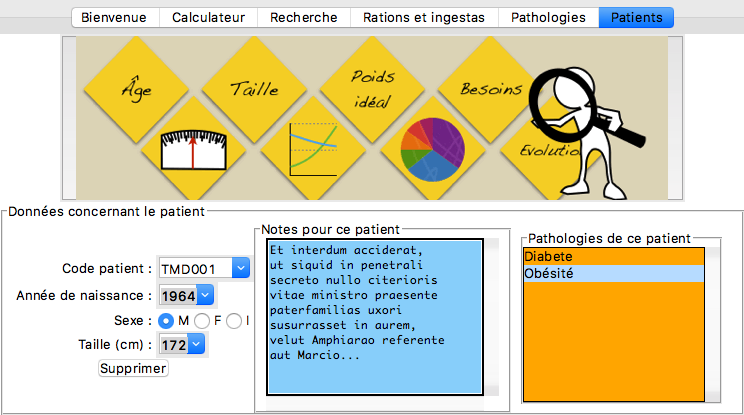 Bienvenue Calculateur Recherche Rations et ingestas Pathologies Patients
Âge Taille Poids idéal Besoins
Evolutio
Données concernant le patient
Code patient : TMD001
Année de naissance : 1964
Sexe : M F I
Taille (cm) : 172
Supprimer
Notes pour ce patient
Et interdum acciderat,
ut siquid in penetrali
secreto nullo citerioris
vitae ministro praesente
paterfamilias uxori
susurrasset in aurem,
velut Amphiarao referente
aut Marcio...
Pathologies de ce patient
Diabete
Obésité